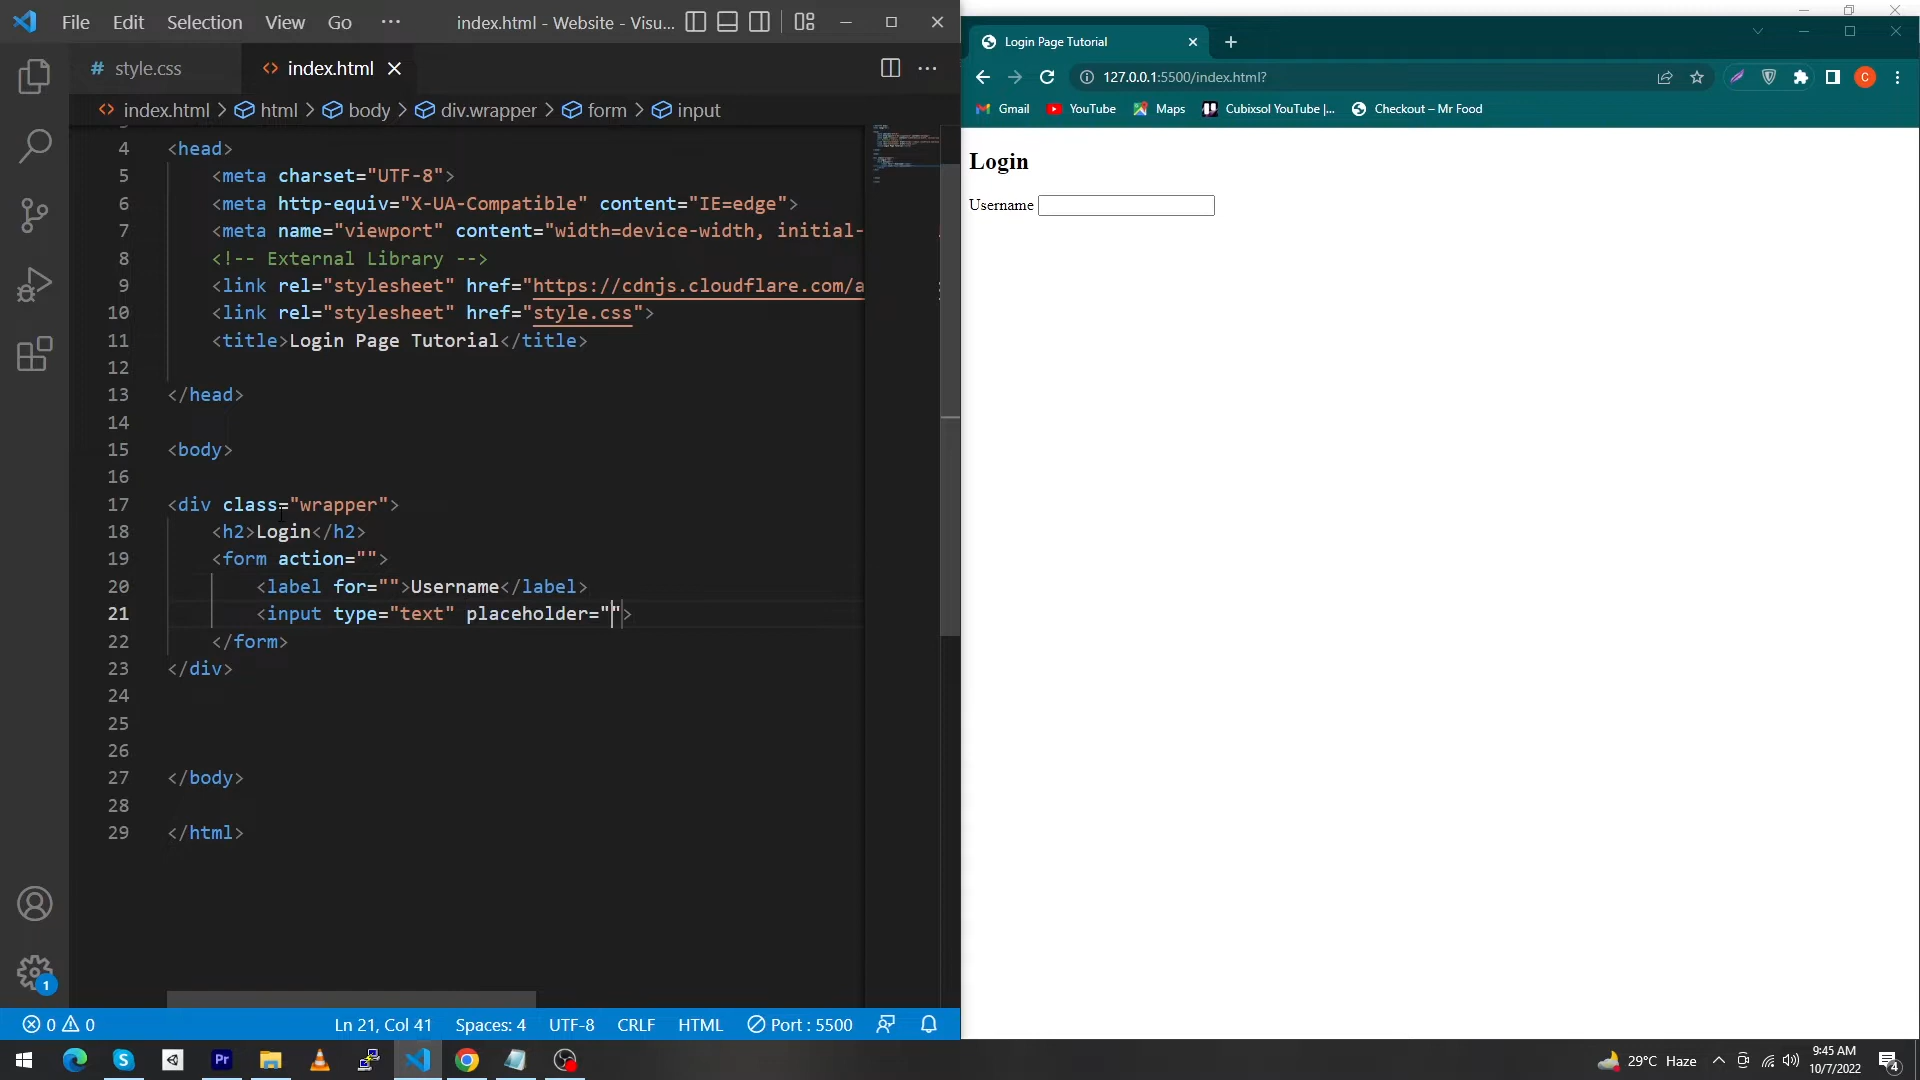 File Edit Selection View Go ··· index.html - Website - Visu...
# style.css <> index.html
<> index.html > html > body > div.wrapper > form > input
4 <head>
5 <meta charset="UTF-8">
6 <meta http-equiv="X-UA-Compatible" content="IE=edge">
7 <meta name="viewport" content="width=device-width, initial-
8 <!-- External Library -->
9 <link rel="stylesheet" href="https://cdnjs.cloudflare.com/a
10 <link rel="stylesheet" href="style.css">
11 <title>Login Page Tutorial</title>
12
13 </head>
14
15 <body>
16
17 <div class="wrapper">
18 <h2>Login</h2>
19 <form action="">
20 <label for="">Username</label>
21 <input type="text" placeholder="">
22 </form>
23 </div>
24
25
26
27 </body>
28
29 </html>
1
0 0 Ln 21, Col 41 Spaces: 4 UTF-8 CRLF HTML Port : 5500
Login Page Tutorial
127.0.0.1:5500/index.html?
C
Gmail YouTube Maps Cubixsol YouTube |... Checkout – Mr Food
Login
Username
S Pr 29°C Haze 9:45 AM
10/7/2022
4